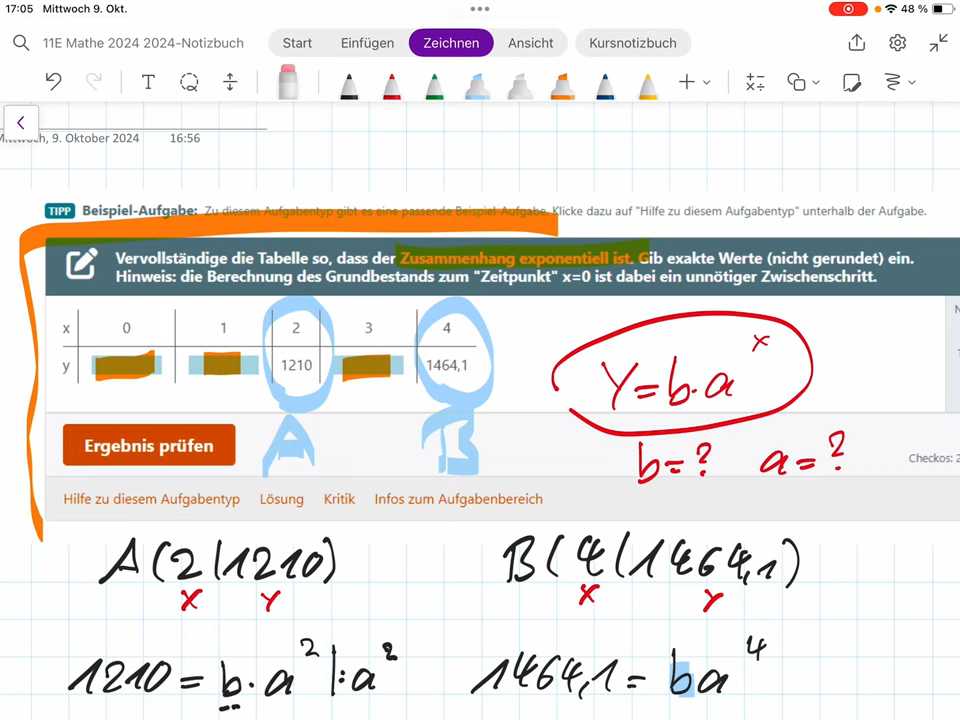 17:05 Mittwoch 9. Okt.
48 %
11E Mathe 2024 2024-Notizbuch
Start Einfügen Zeichnen Ansicht Kursnotizbuch
T
Mittwoch, 9. Oktober 2024 16:56
TIPP Beispiel-Aufgabe: Zu diesem Aufgabentyp gibt es eine passende Beispiel-Aufgabe. Klicke dazu auf "Hilfe zu diesem Aufgabentyp" unterhalb der Aufgabe.
Vervollständige die Tabelle so, dass der Zusammenhang exponentiell ist. Gib exakte Werte (nicht gerundet) ein.
Hinweis: die Berechnung des Grundbestands zum "Zeitpunkt" x=0 ist dabei ein unnötiger Zwischenschritt.
x 0 1 2 3 4
y 1210 1464,1
A B
Y=b·a^x
b=? a=?
Ergebnis prüfen
Checkos: 2
Hilfe zu diesem Aufgabentyp Lösung Kritik Infos zum Aufgabenbereich
A(2|1210) B(4|1464,1)
x y x y
1210=b·a^2 |:a^2 1464,1=ba^4